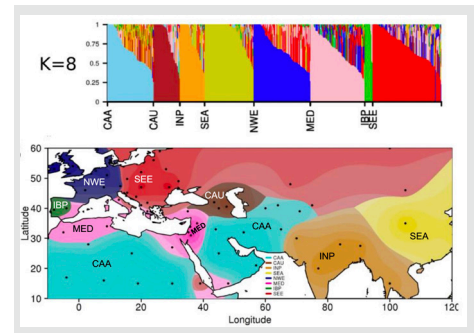 1
0.75
K=8
0.5
0.25
0
CAA
CAU
INP
SEA
NWE
MED
IBP
SEE
60
50
40
30
20
10
Latitude
NWE
SEE
IBP
CAU
MED
MED
CAA
SEA
CAA
INP
CAA
CAU
INP
SEA
NWE
MED
IBP
SEE
0
20
40
60
80
100
120
Longitude